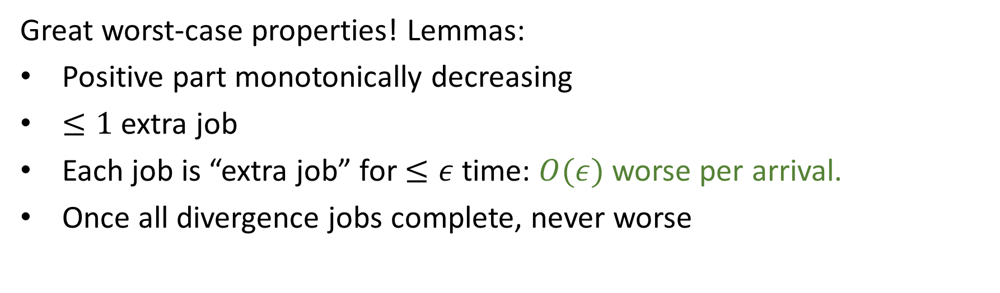 Great worst-case properties! Lemmas:
• Positive part monotonically decreasing
• ≤ 1 extra job
• Each job is “extra job” for ≤ ϵ time: O(ϵ) worse per arrival.
• Once all divergence jobs complete, never worse